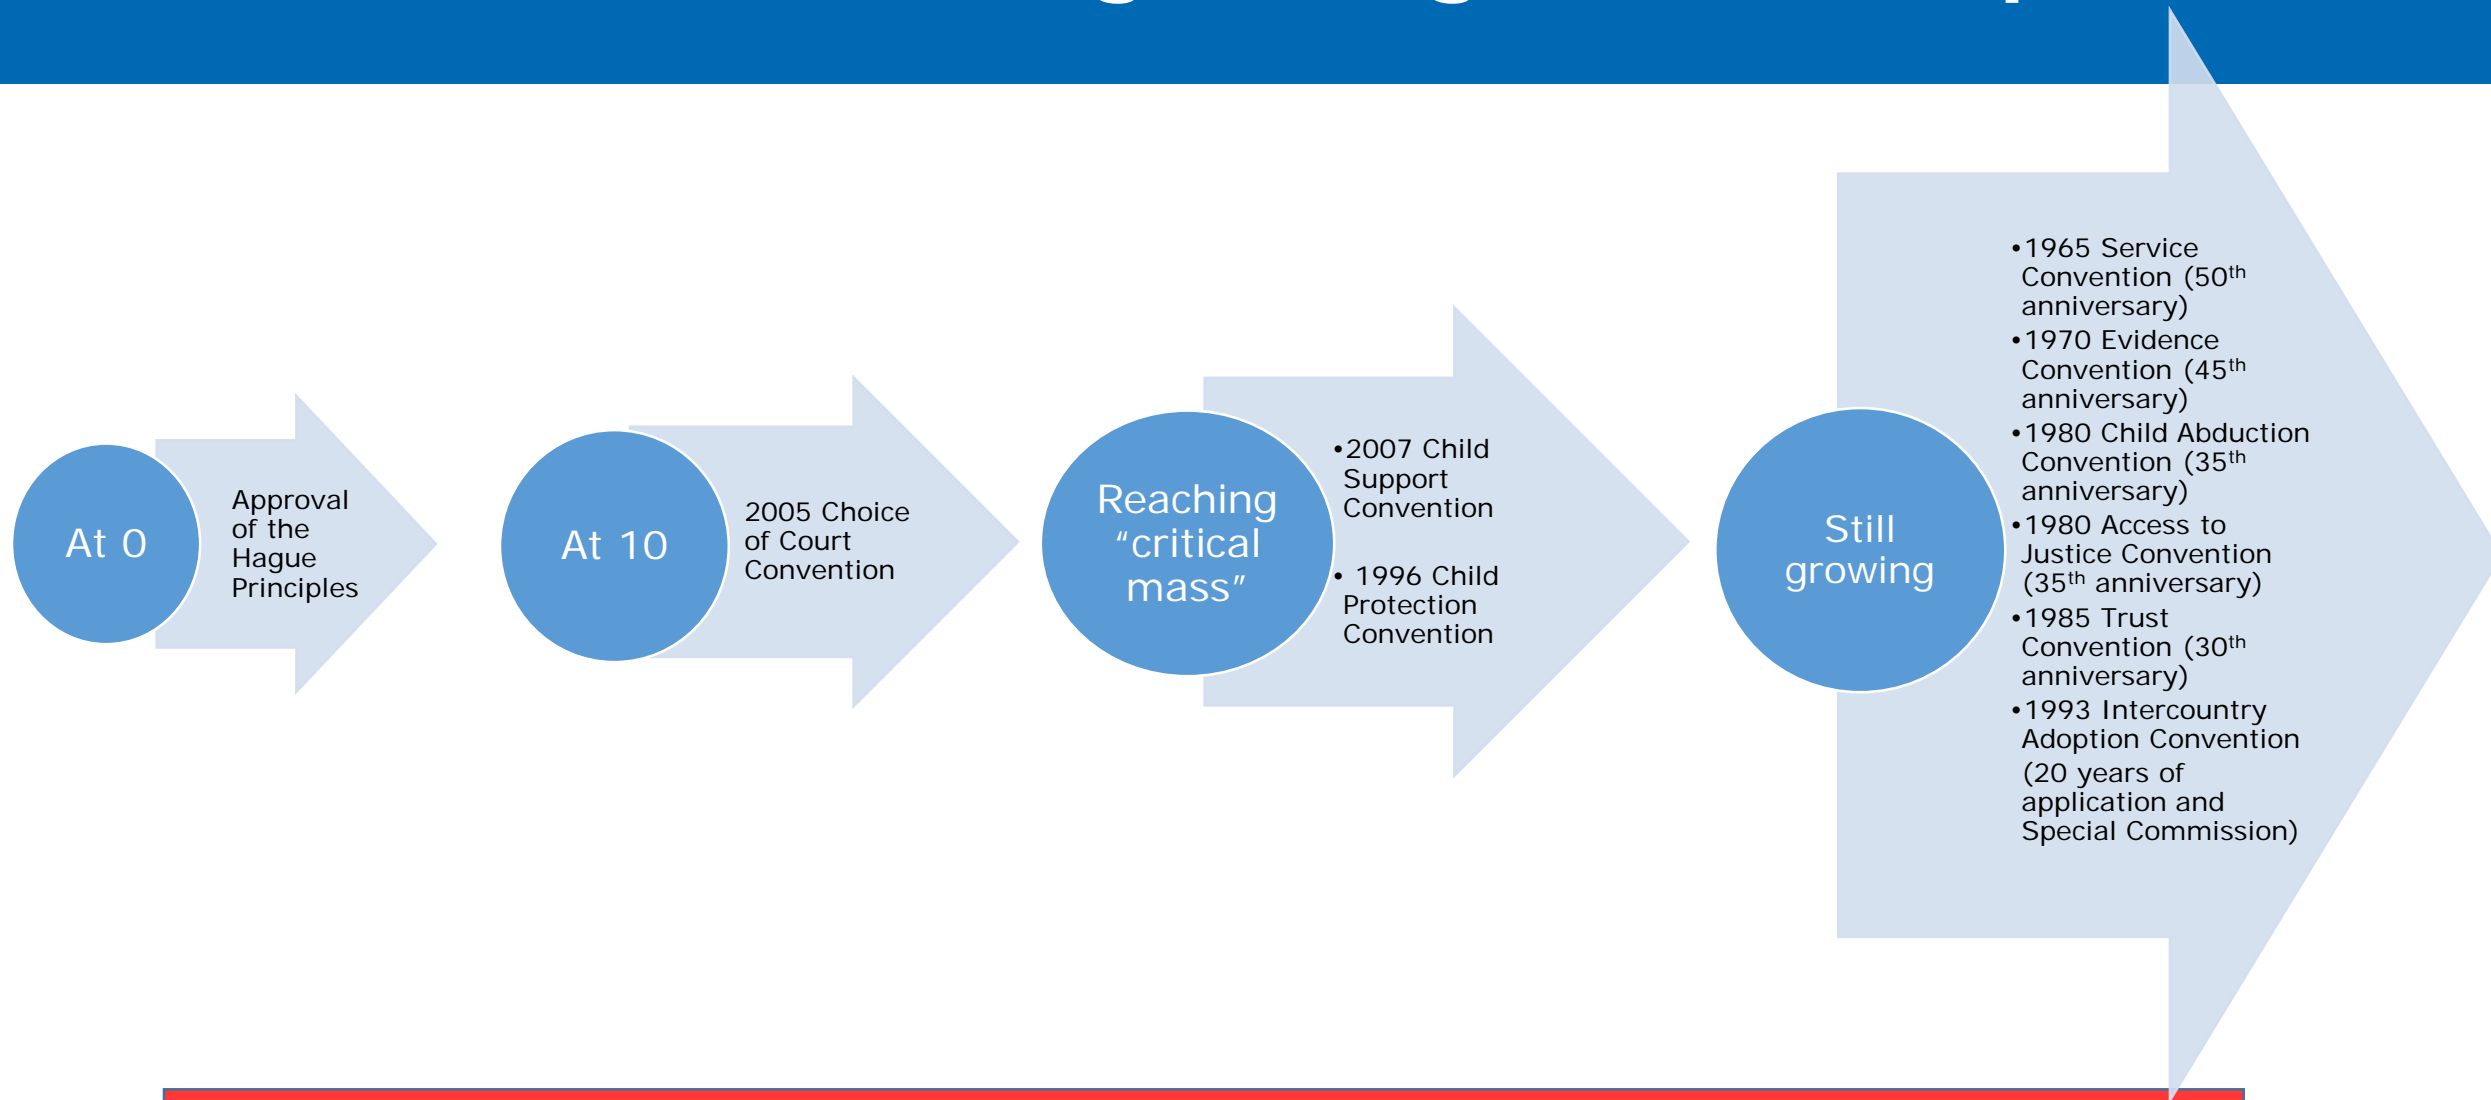 At 0
Approval
of the
Hague
Principles
At 10
2005 Choice
of Court
Convention
Reaching
“critical
mass”
•2007 Child
Support
Convention
• 1996 Child
Protection
Convention
Still
growing
•1965 Service
Convention (50th
anniversary)
•1970 Evidence
Convention (45th
anniversary)
•1980 Child Abduction
Convention (35th
anniversary)
•1980 Access to
Justice Convention
(35th anniversary)
•1985 Trust
Convention (30th
anniversary)
•1993 Intercountry
Adoption Convention
(20 years of
application and
Special Commission)